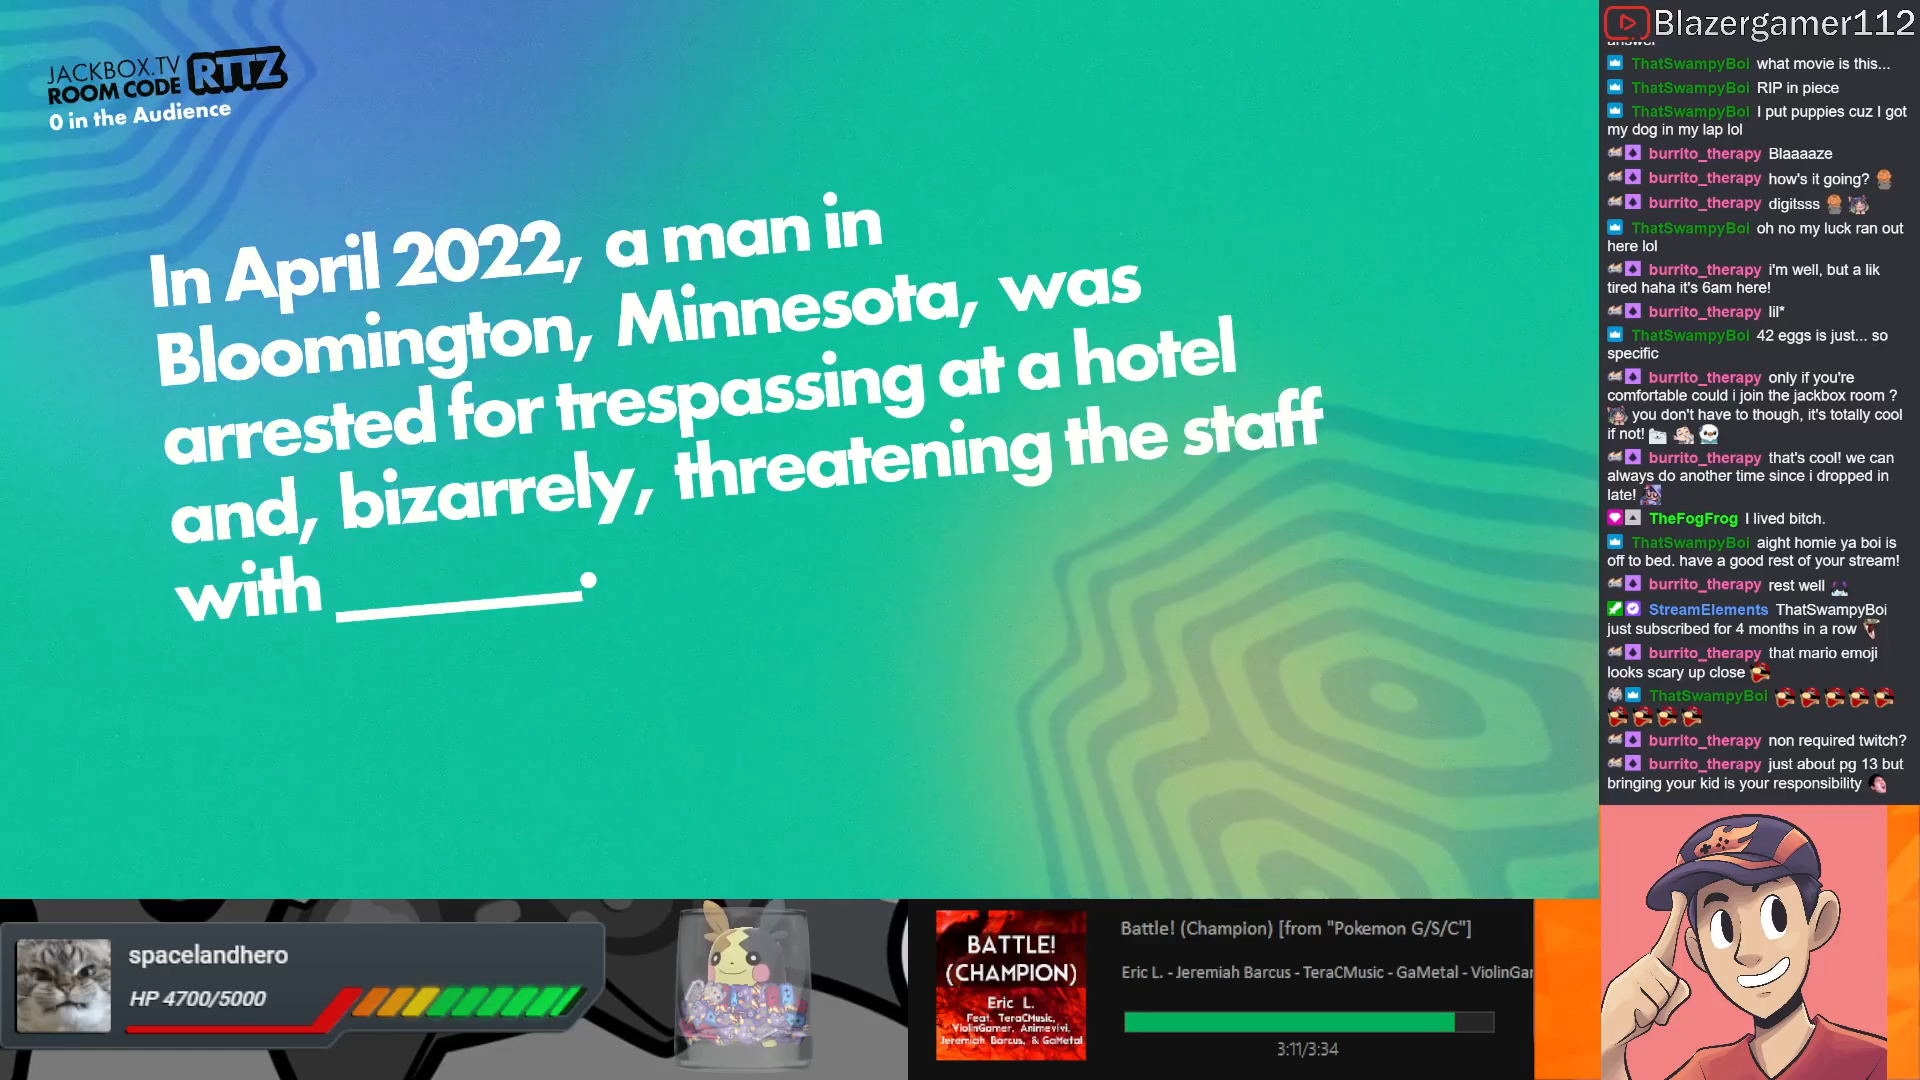 JACKBOX.TV
ROOM CODE RTTZ
0 in the Audience
In April 2022, a man in
Bloomington, Minnesota, was
arrested for trespassing at a hotel
and, bizarrely, threatening the staff
with ________.
Blazergamer112
answer
ThatSwampyBoi what movie is this...
ThatSwampyBoi RIP in piece
ThatSwampyBoi I put puppies cuz I got
my dog in my lap lol
burrito_therapy Blaaaaze
burrito_therapy how's it going?
burrito_therapy digitsss
ThatSwampyBoi oh no my luck ran out
here lol
burrito_therapy i'm well, but a lik
tired haha it's 6am here!
burrito_therapy lil*
ThatSwampyBoi 42 eggs is just... so
specific
burrito_therapy only if you're
comfortable could i join the jackbox room ?
you don't have to though, it's totally cool
if not!
burrito_therapy that's cool! we can
always do another time since i dropped in
late!
TheFogFrog I lived bitch.
ThatSwampyBoi aight homie ya boi is
off to bed. have a good rest of your stream!
burrito_therapy rest well
StreamElements ThatSwampyBoi
just subscribed for 4 months in a row
burrito_therapy that mario emoji
looks scary up close
ThatSwampyBoi
burrito_therapy non required twitch?
burrito_therapy just about pg 13 but
bringing your kid is your responsibility
spacelandhero
HP 4700/5000
BATTLE!
(CHAMPION)
Eric L.
Feat. TeraCMusic,
ViolinGamer, Animevivi,
Jeremiah Barcus, & GaMetal
Battle! (Champion) [from "Pokemon G/S/C"]
Eric L. - Jeremiah Barcus - TeraCMusic - GaMetal - ViolinGar
3:11/3:34